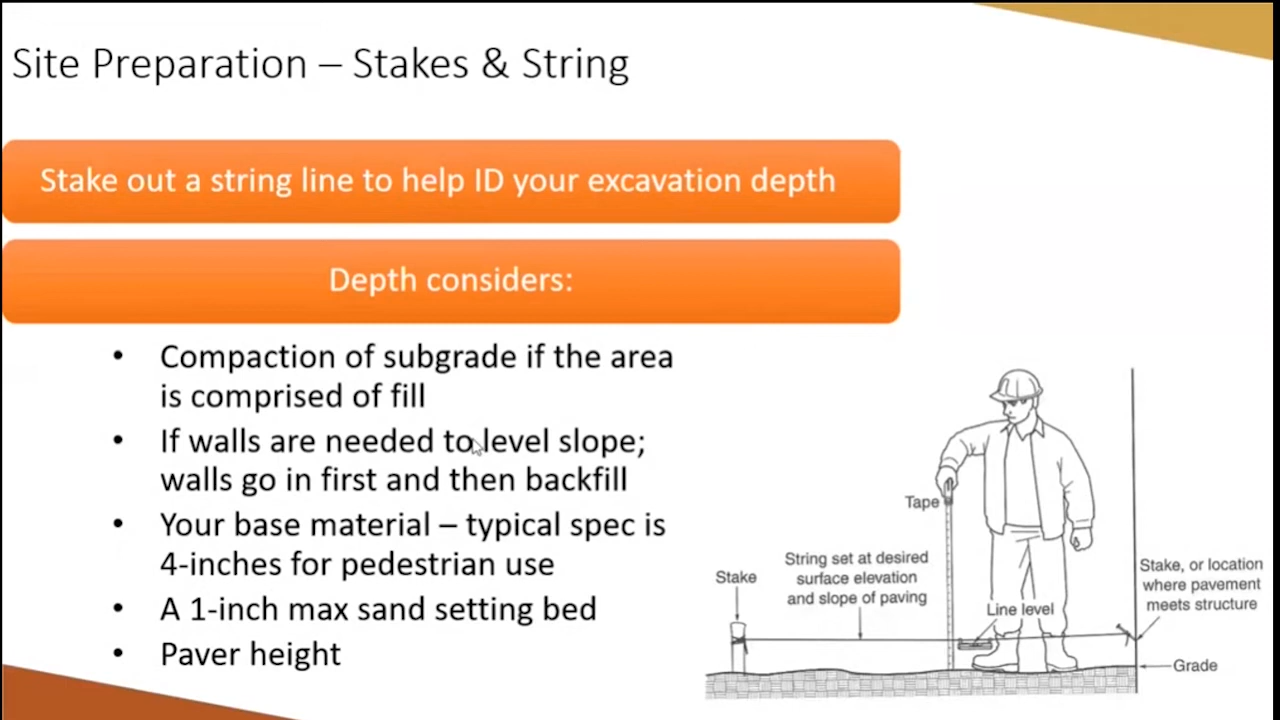 Site Preparation – Stakes & String
Stake out a string line to help ID your excavation depth
Depth considers:
• Compaction of subgrade if the area
is comprised of fill
• If walls are needed to level slope;
walls go in first and then backfill
• Your base material – typical spec is
4-inches for pedestrian use
• A 1-inch max sand setting bed
• Paver height
Tape
String set at desired
surface elevation
and slope of paving
Stake
Line level
Stake, or location
where pavement
meets structure
Grade